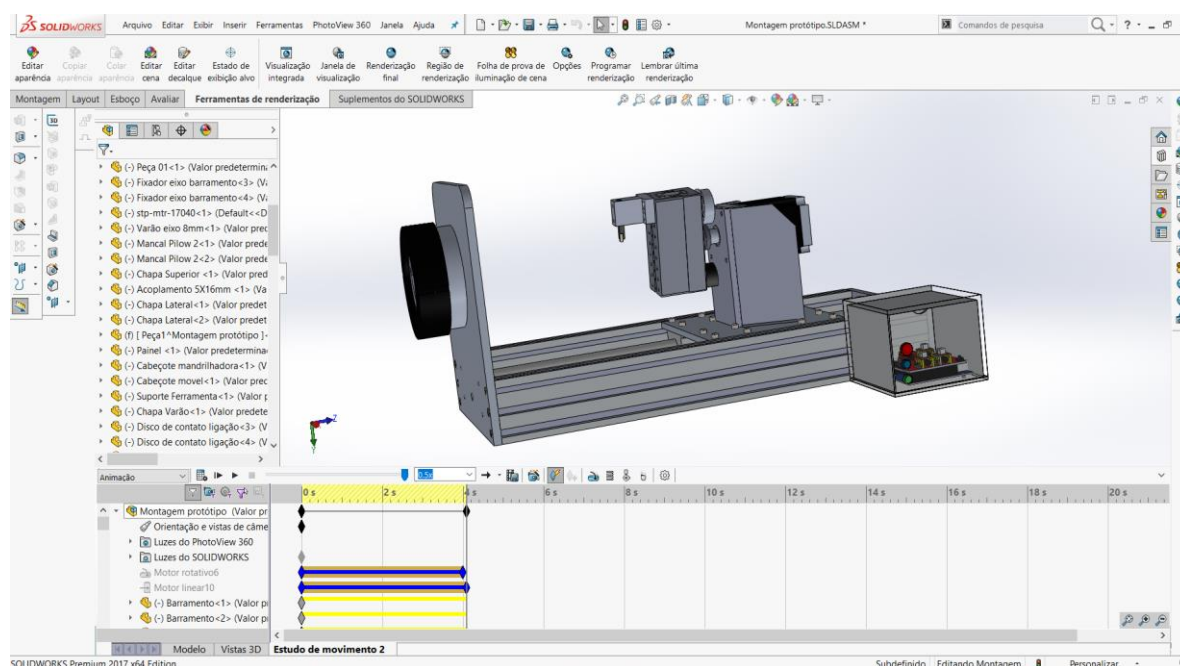 SOLIDWORKS Arquivo Editar Exibir Inserir Ferramentas PhotoView 360 Janela Ajuda Montagem protótipo.SLDASM * Comandos de pesquisa
Editar aparência
Copiar aparência
Colar aparência
Editar cena
Editar decalque
Estado de exibição alvo
Visualização integrada
Janela de visualização
Renderização final
Região de renderização
Folha de prova de iluminação de cena
Opções
Programar renderização
Lembrar última renderização
Montagem Layout Esboço Avaliar Ferramentas de renderização Suplementos do SOLIDWORKS
(-) Peça 01<1> (Valor predetermin
(-) Fixador eixo barramento<3> (V
(-) Fixador eixo barramento<4> (V
(-) stp-mtr-17040<1> (Default<<D
(-) Varão eixo 8mm<1> (Valor prec
(-) Mancal Pilow 2<1> (Valor prede
(-) Mancal Pilow 2<2> (Valor prede
(-) Chapa Superior <1> (Valor pred
(-) Acoplamento 5X16mm <1> (Va
(-) Chapa Lateral<1> (Valor predet
(-) Chapa Lateral<2> (Valor predet
(f) [ Peça1^Montagem protótipo ]
(-) Painel <1> (Valor predetermina
(-) Cabeçote mandrilhadora<1> (V
(-) Cabeçote movel<1> (Valor prec
(-) Suporte Ferramenta<1> (Valor
(-) Chapa Varão<1> (Valor predete
(-) Disco de contato ligação<3> (V
(-) Disco de contato ligação<4> (V
Z
Y
Animação 0.5x
0 s 2 s 4 s 6 s 8 s 10 s 12 s 14 s 16 s 18 s 20 s
Montagem protótipo (Valor pr
Orientação e vistas de câme
Luzes do PhotoView 360
Luzes do SOLIDWORKS
Motor rotativo6
Motor linear10
(-) Barramento<1> (Valor p
(-) Barramento<2> (Valor p
Modelo Vistas 3D Estudo de movimento 2
SOLIDWORKS Premium 2017 x64 Edition Subdefinido Editando Montagem Personalizar